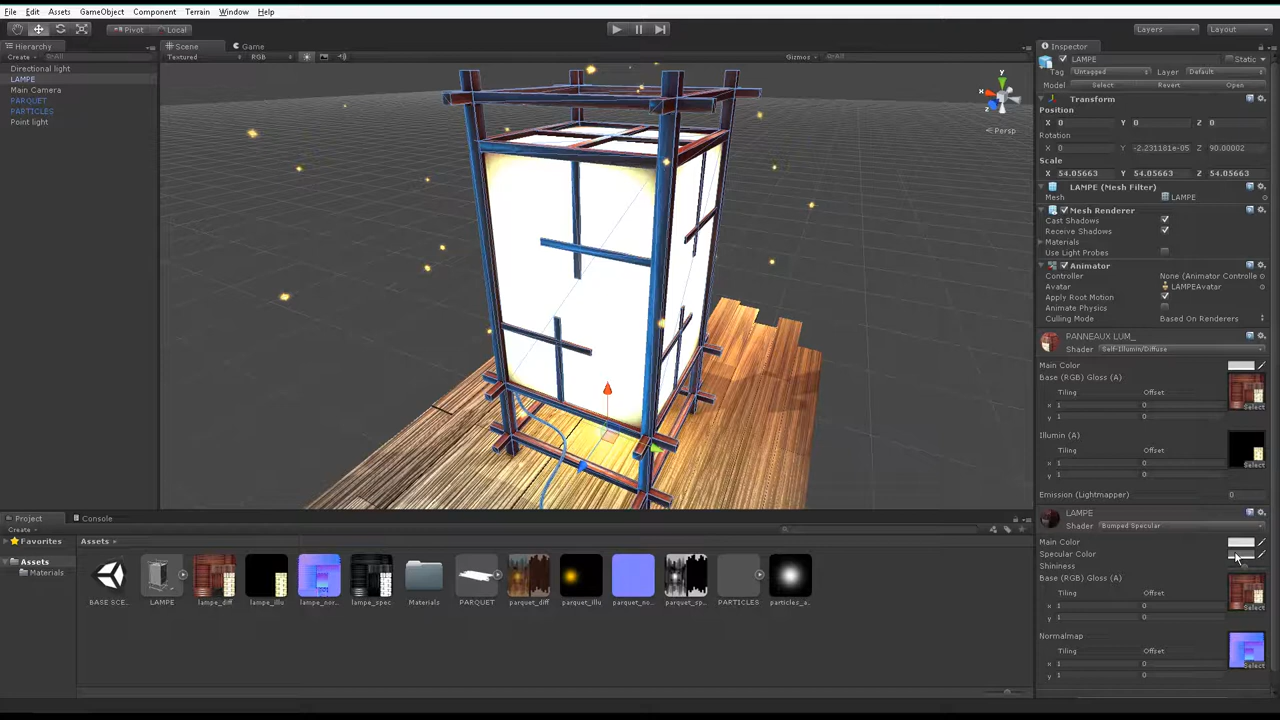 File Edit Assets GameObject Component Terrain Window Help
Pivot Local Layers Layout
Hierarchy Scene Game Inspector
Create All Textured RGB Gizmos All
Directional light
LAMPE
Main Camera
PARQUET
PARTICLES
Point light
y
x
z
Persp
LAMPE Static
Tag Untagged Layer Default
Model Select Revert Open
Transform
Position
X 0 Y 0 Z 0
Rotation
X 0 Y -2.231181e-05 Z 90.00002
Scale
X 54.05663 Y 54.05663 Z 54.05663
LAMPE (Mesh Filter)
Mesh LAMPE
Mesh Renderer
Cast Shadows
Receive Shadows
Materials
Use Light Probes
Animator
Controller None (Animator Controlle
Avatar LAMPEAvatar
Apply Root Motion
Animate Physics
Culling Mode Based On Renderers
PANNEAUX LUM_
Shader Self-Illumin/Diffuse
Main Color
Base (RGB) Gloss (A)
Tiling Offset
x 1 0
y 1 0
Select
Illumin (A)
Tiling Offset
x 1 0
y 1 0
Select
Emission (Lightmapper) 0
LAMPE
Shader Bumped Specular
Main Color
Specular Color
Shininess
Base (RGB) Gloss (A)
Tiling Offset
x 1 0
y 1 0
Select
Normalmap
Tiling Offset
x 1 0
y 1 0
Select
Project Console
Create
Favorites
Assets
Materials
Assets
BASE SCE... LAMPE lampe_diff lampe_illu lampe_nor... lampe_spec Materials PARQUET parquet_diff parquet_illu parquet_no... parquet_sp... PARTICLES particles_a...